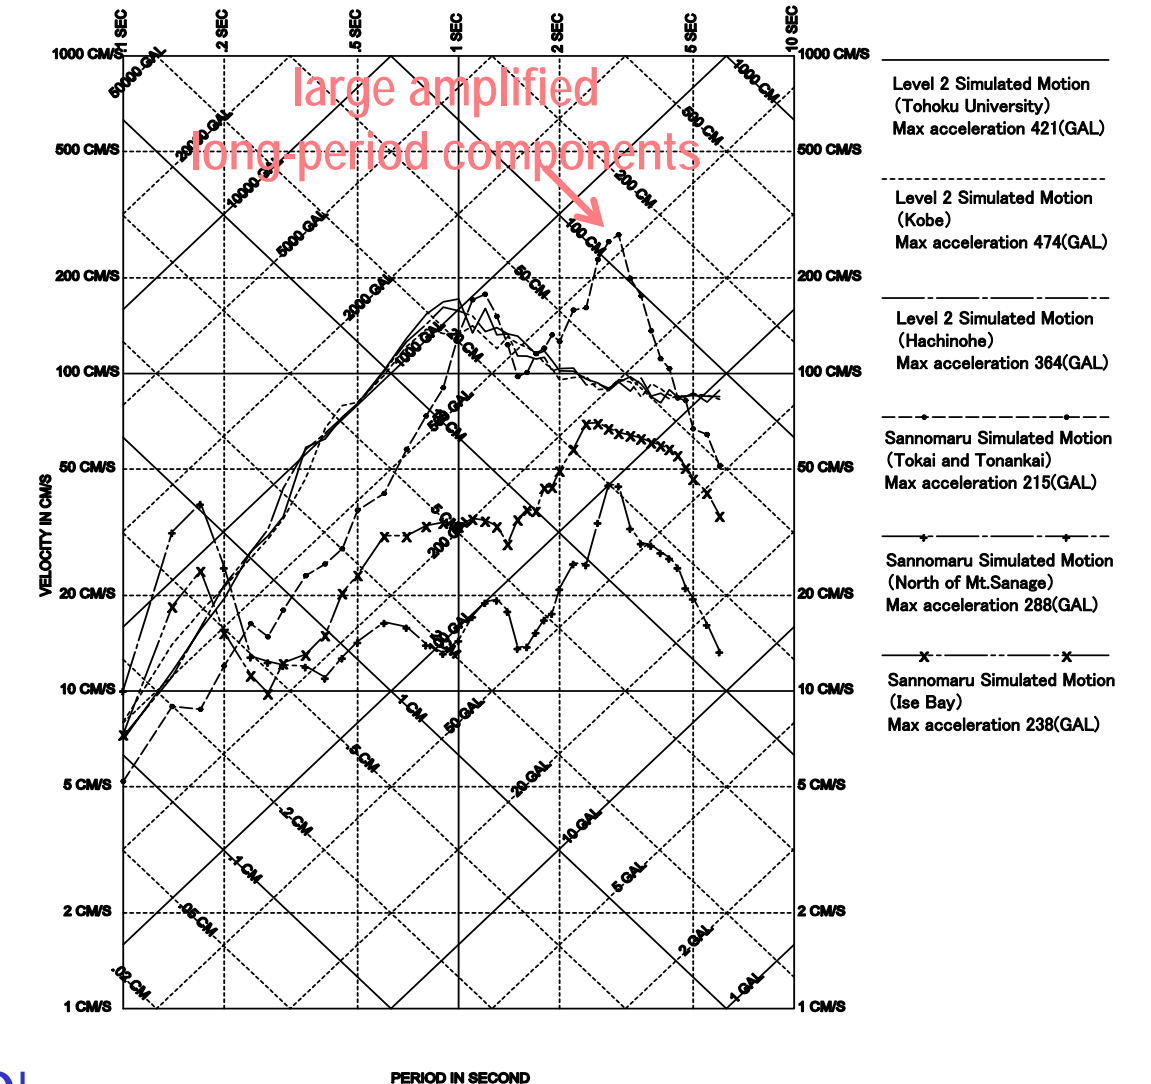 .1 SEC
.2 SEC
.5 SEC
1 SEC
2 SEC
5 SEC
10 SEC
1000 CM/S
1000 CM/S
50000 GAL
large amplified
1000 CM
20000 GAL
500 CM
500 CM/S
long-period components
500 CM/S
10000 GAL
200 CM
5000 GAL
100 CM
200 CM/S
50 CM
200 CM/S
2000 GAL
1000 GAL
20 CM
100 CM/S
100 CM/S
500 GAL
50 CM/S
50 CM/S
5 CM
VELOCITY IN CM/S
20 CM/S
20 CM/S
10 CM/S
10 CM/S
1 CM
50 GAL
.5 CM
5 CM/S
20 GAL
5 CM/S
.2 CM
10 GAL
.1 CM
5 GAL
.05 CM
2 CM/S
2 CM/S
2 GAL
.02 CM
1 GAL
1 CM/S
1 CM/S
PERIOD IN SECOND
Level 2 Simulated Motion
(Tohoku University)
Max acceleration 421(GAL)
Level 2 Simulated Motion
(Kobe)
Max acceleration 474(GAL)
Level 2 Simulated Motion
(Hachinohe)
Max acceleration 364(GAL)
Sannomaru Simulated Motion
(Tokai and Tonankai)
Max acceleration 215(GAL)
Sannomaru Simulated Motion
(North of Mt.Sanage)
Max acceleration 288(GAL)
Sannomaru Simulated Motion
(Ise Bay)
Max acceleration 238(GAL)